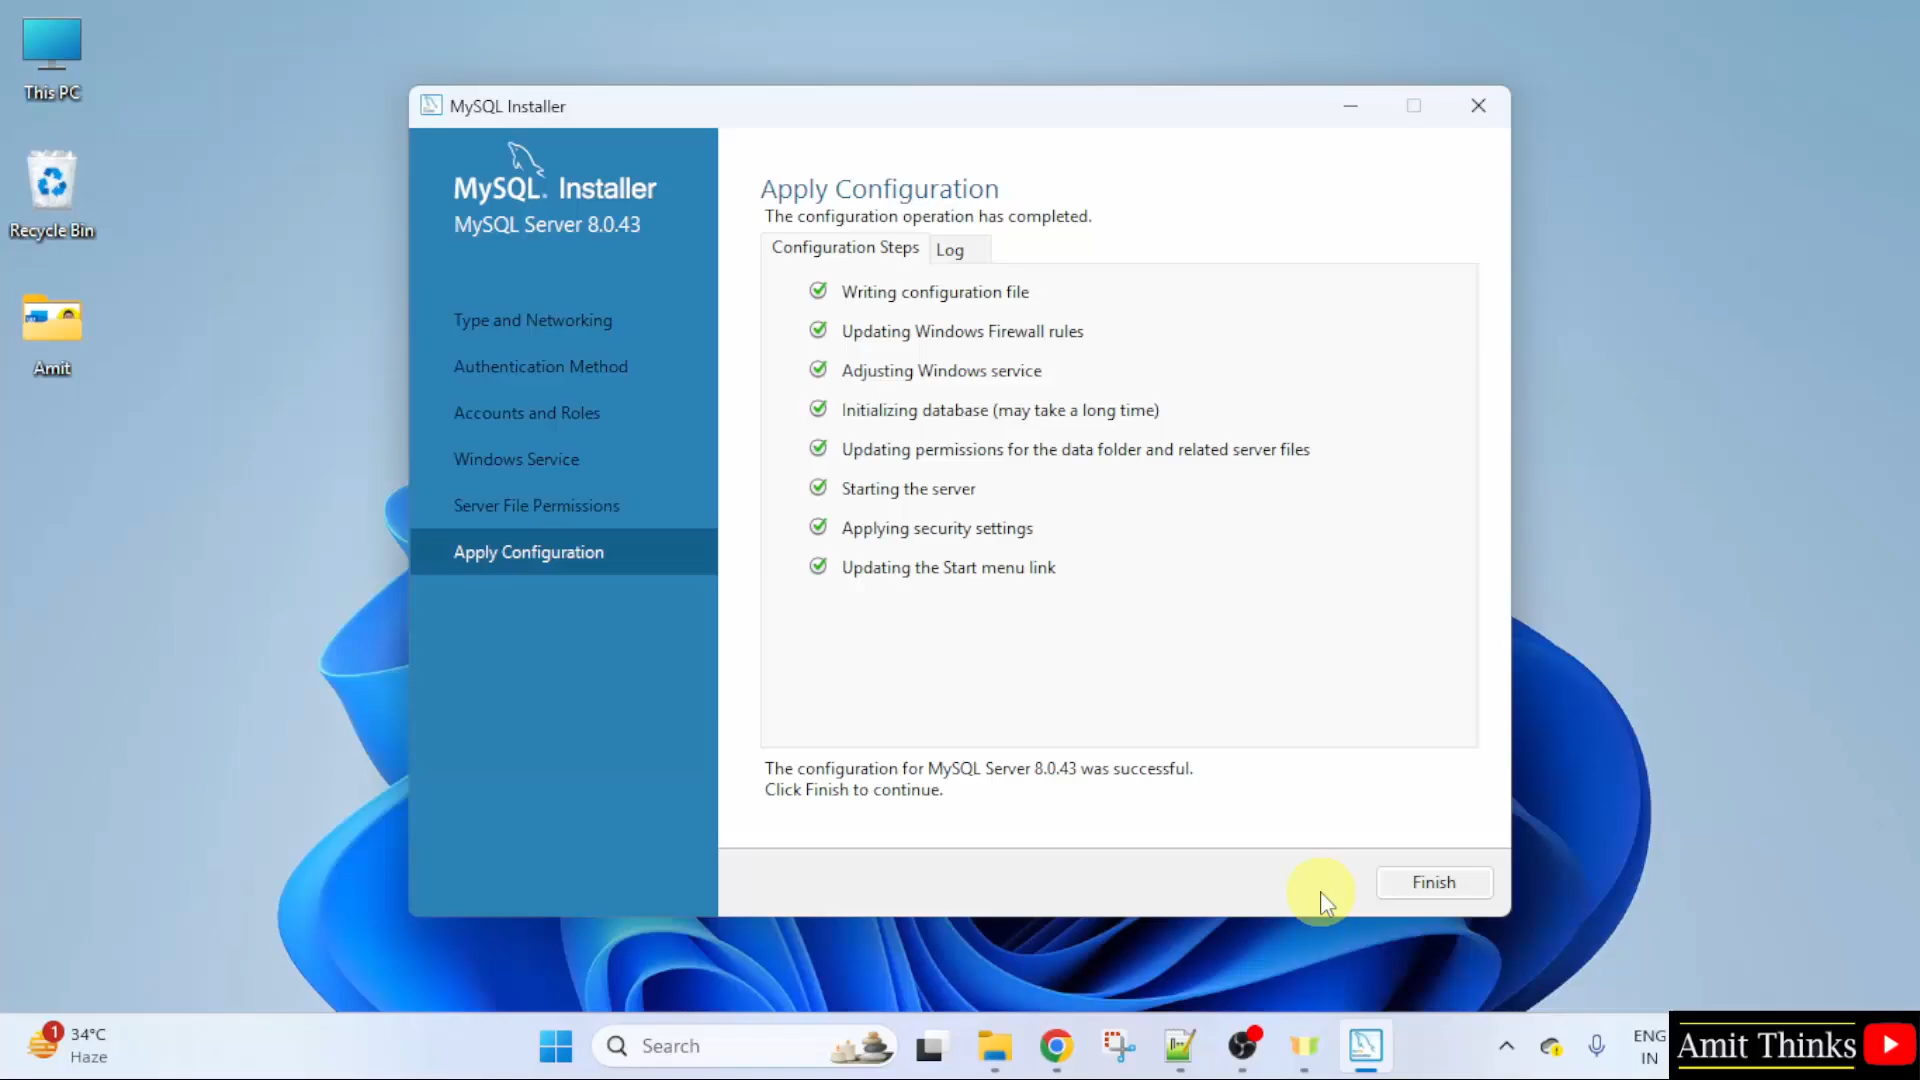 This PC
Recycle Bin
Amit
MySQL Installer
MySQL. Installer
MySQL Server 8.0.43
Type and Networking
Authentication Method
Accounts and Roles
Windows Service
Server File Permissions
Apply Configuration
Apply Configuration
The configuration operation has completed.
Configuration Steps
Log
Writing configuration file
Updating Windows Firewall rules
Adjusting Windows service
Initializing database (may take a long time)
Updating permissions for the data folder and related server files
Starting the server
Applying security settings
Updating the Start menu link
The configuration for MySQL Server 8.0.43 was successful.
Click Finish to continue.
Finish
1
34°C
Haze
Search
ENG
IN
Amit Thinks